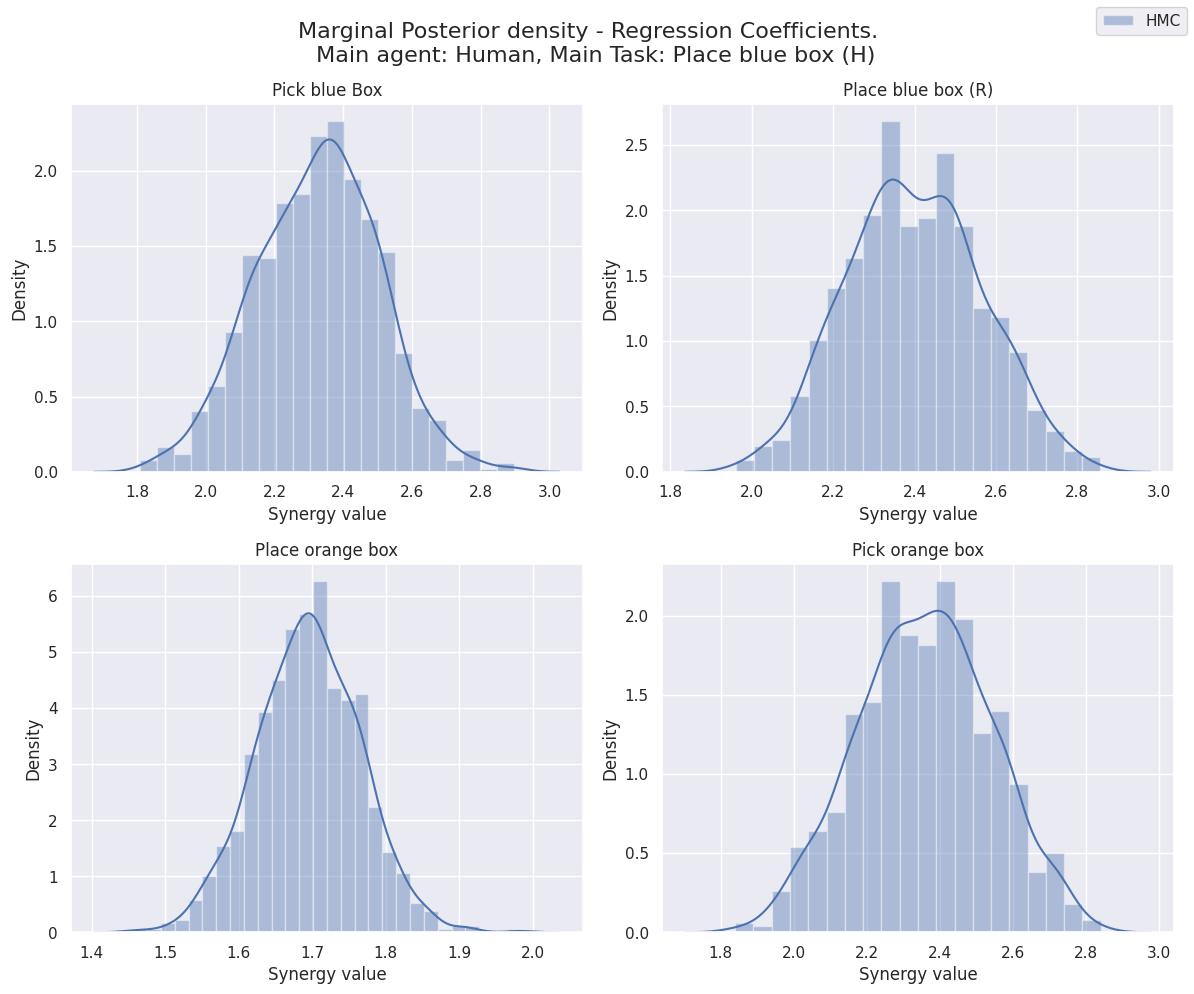 Marginal Posterior density - Regression Coefficients.
Main agent: Human, Main Task: Place blue box (H)
HMC
Pick blue Box
Density
2.0
1.5
1.0
0.5
0.0
1.8 2.0 2.2 2.4 2.6 2.8 3.0
Synergy value
Place blue box (R)
Density
2.5
2.0
1.5
1.0
0.5
0.0
1.8 2.0 2.2 2.4 2.6 2.8 3.0
Synergy value
Place orange box
Density
6
5
4
3
2
1
0
1.4 1.5 1.6 1.7 1.8 1.9 2.0
Synergy value
Pick orange box
Density
2.0
1.5
1.0
0.5
0.0
1.8 2.0 2.2 2.4 2.6 2.8 3.0
Synergy value